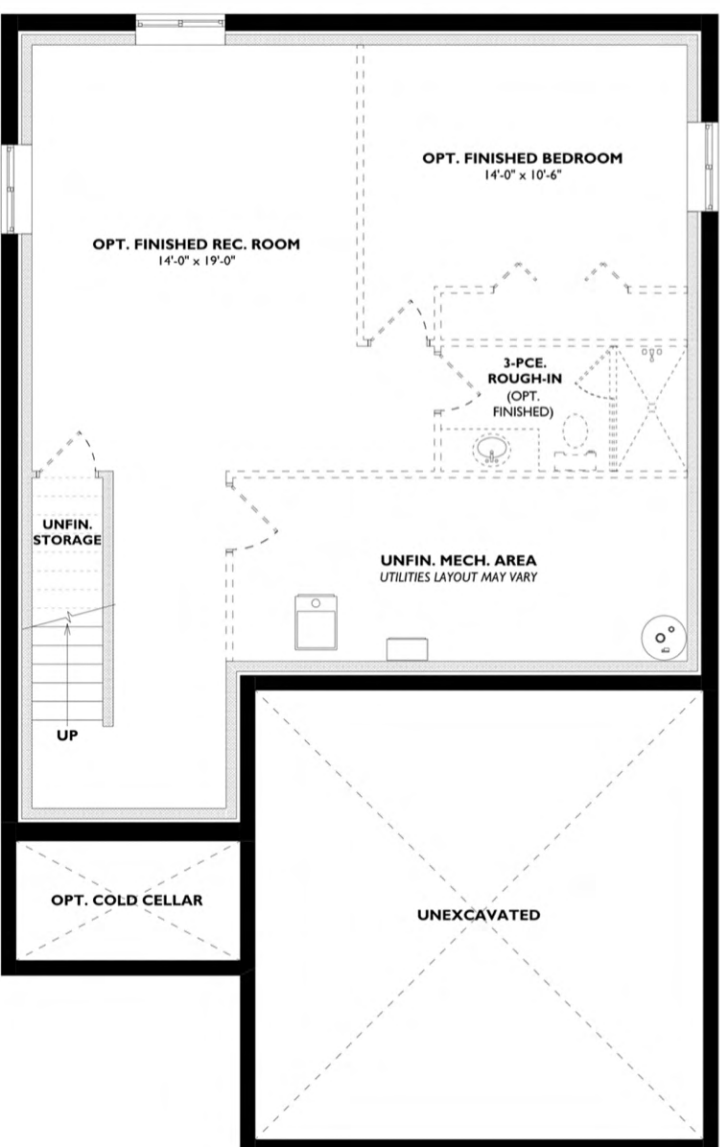 OPT. FINISHED BEDROOM
14'-0" x 10'-6"
OPT. FINISHED REC. ROOM
14'-0" x 19'-0"
3-PCE.
ROUGH-IN
(OPT.
FINISHED)
UNFIN.
STORAGE
UNFIN. MECH. AREA
UTILITIES LAYOUT MAY VARY
UP
OPT. COLD CELLAR
UNEXCAVATED